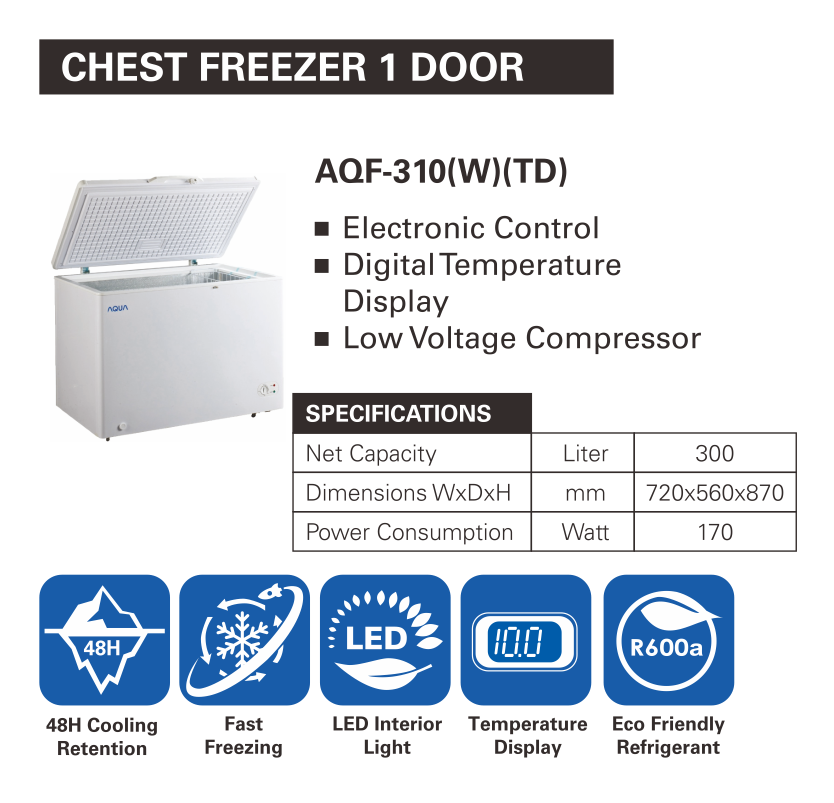 CHEST FREEZER 1 DOOR
AQF-310(W)(TD)
Electronic Control
Digital Temperature
Display
Low Voltage Compressor
AQUA
SPECIFICATIONS
Net Capacity Liter 300
Dimensions WxDxH mm 720x560x870
Power Consumption Watt 170
48H
LED
10.0
R600a
48H Cooling
Retention
Fast
Freezing
LED Interior
Light
Temperature
Display
Eco Friendly
Refrigerant